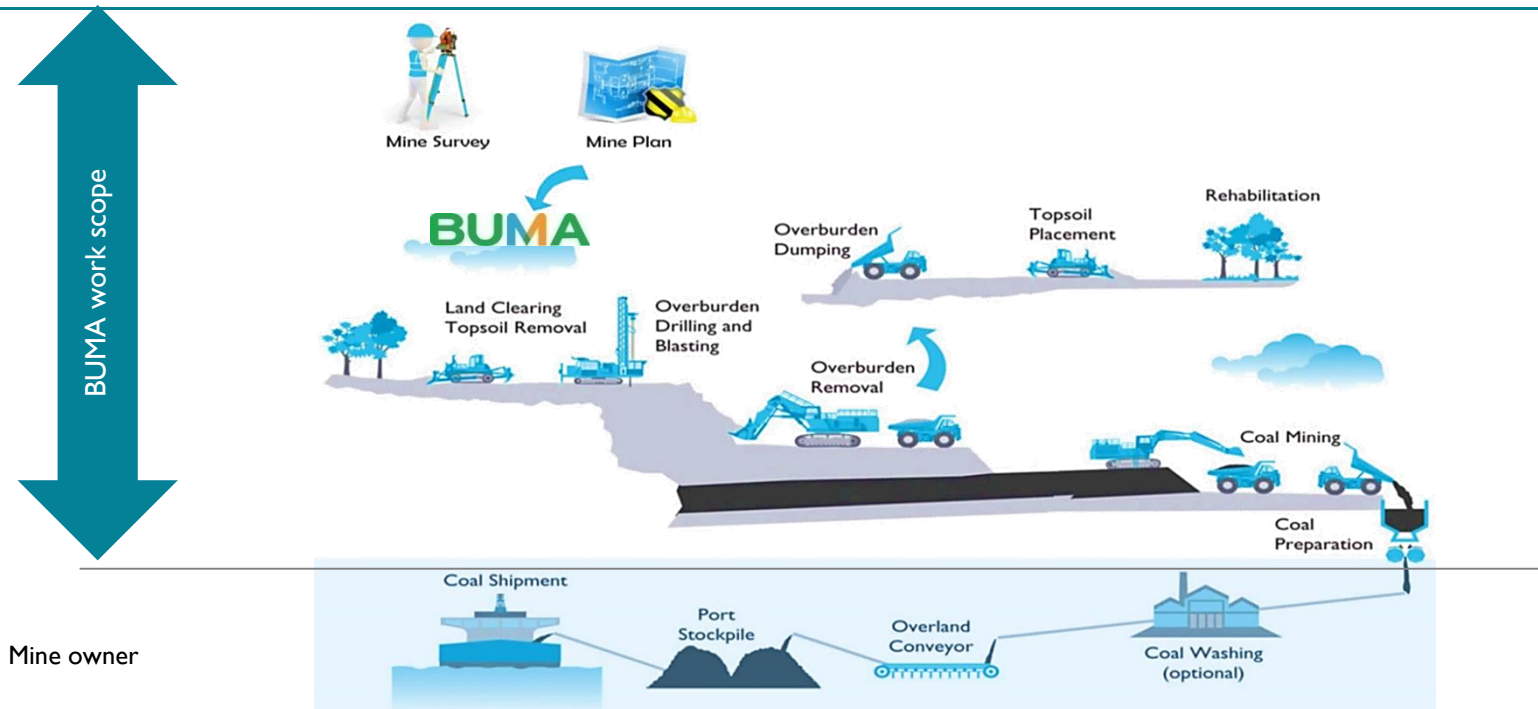 Mine Survey
Mine Plan
BUMA
BUMA work scope
Overburden
Dumping
Topsoil
Placement
Rehabilitation
Land Clearing
Topsoil Removal
Overburden
Drilling and
Blasting
Overburden
Removal
Coal Mining
Coal
Preparation
Coal Shipment
Port
Stockpile
Overland
Conveyor
Coal Washing
(optional)
Mine owner